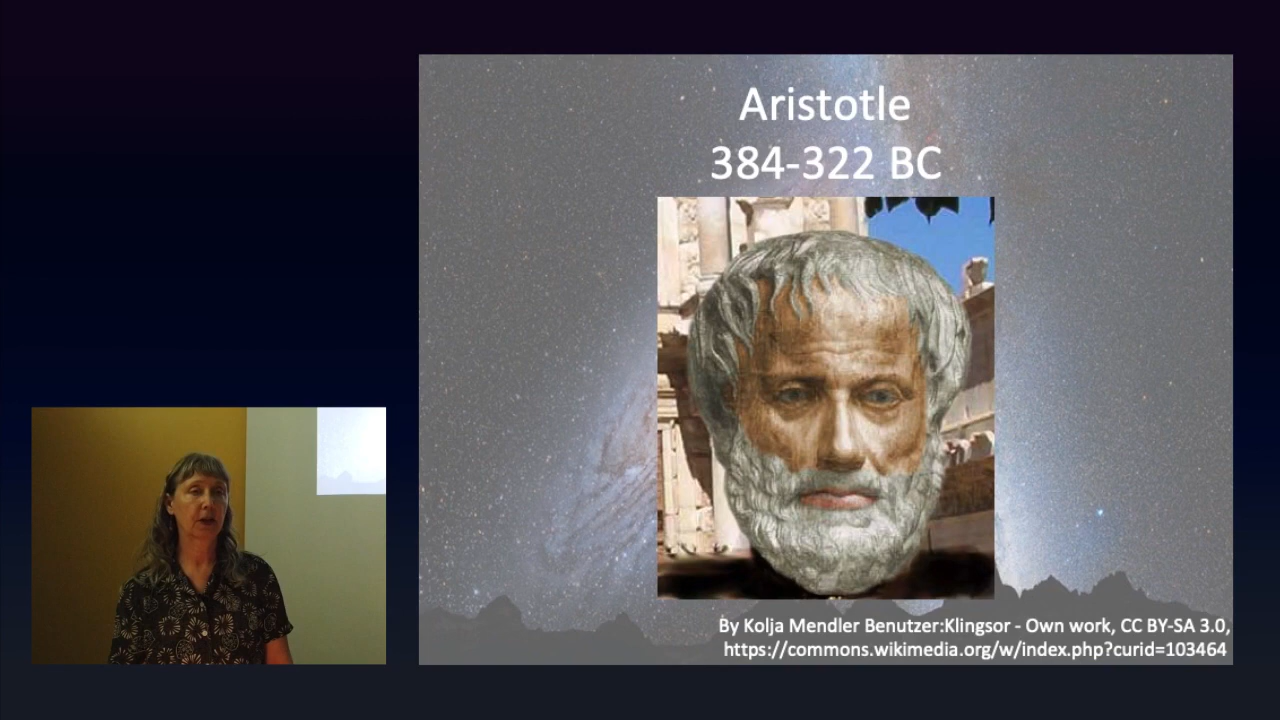 Aristotle
384-322 BC
By Kolja Mendler Benutzer:Klingsor - Own work, CC BY-SA 3.0,
https://commons.wikimedia.org/w/index.php?curid=103464